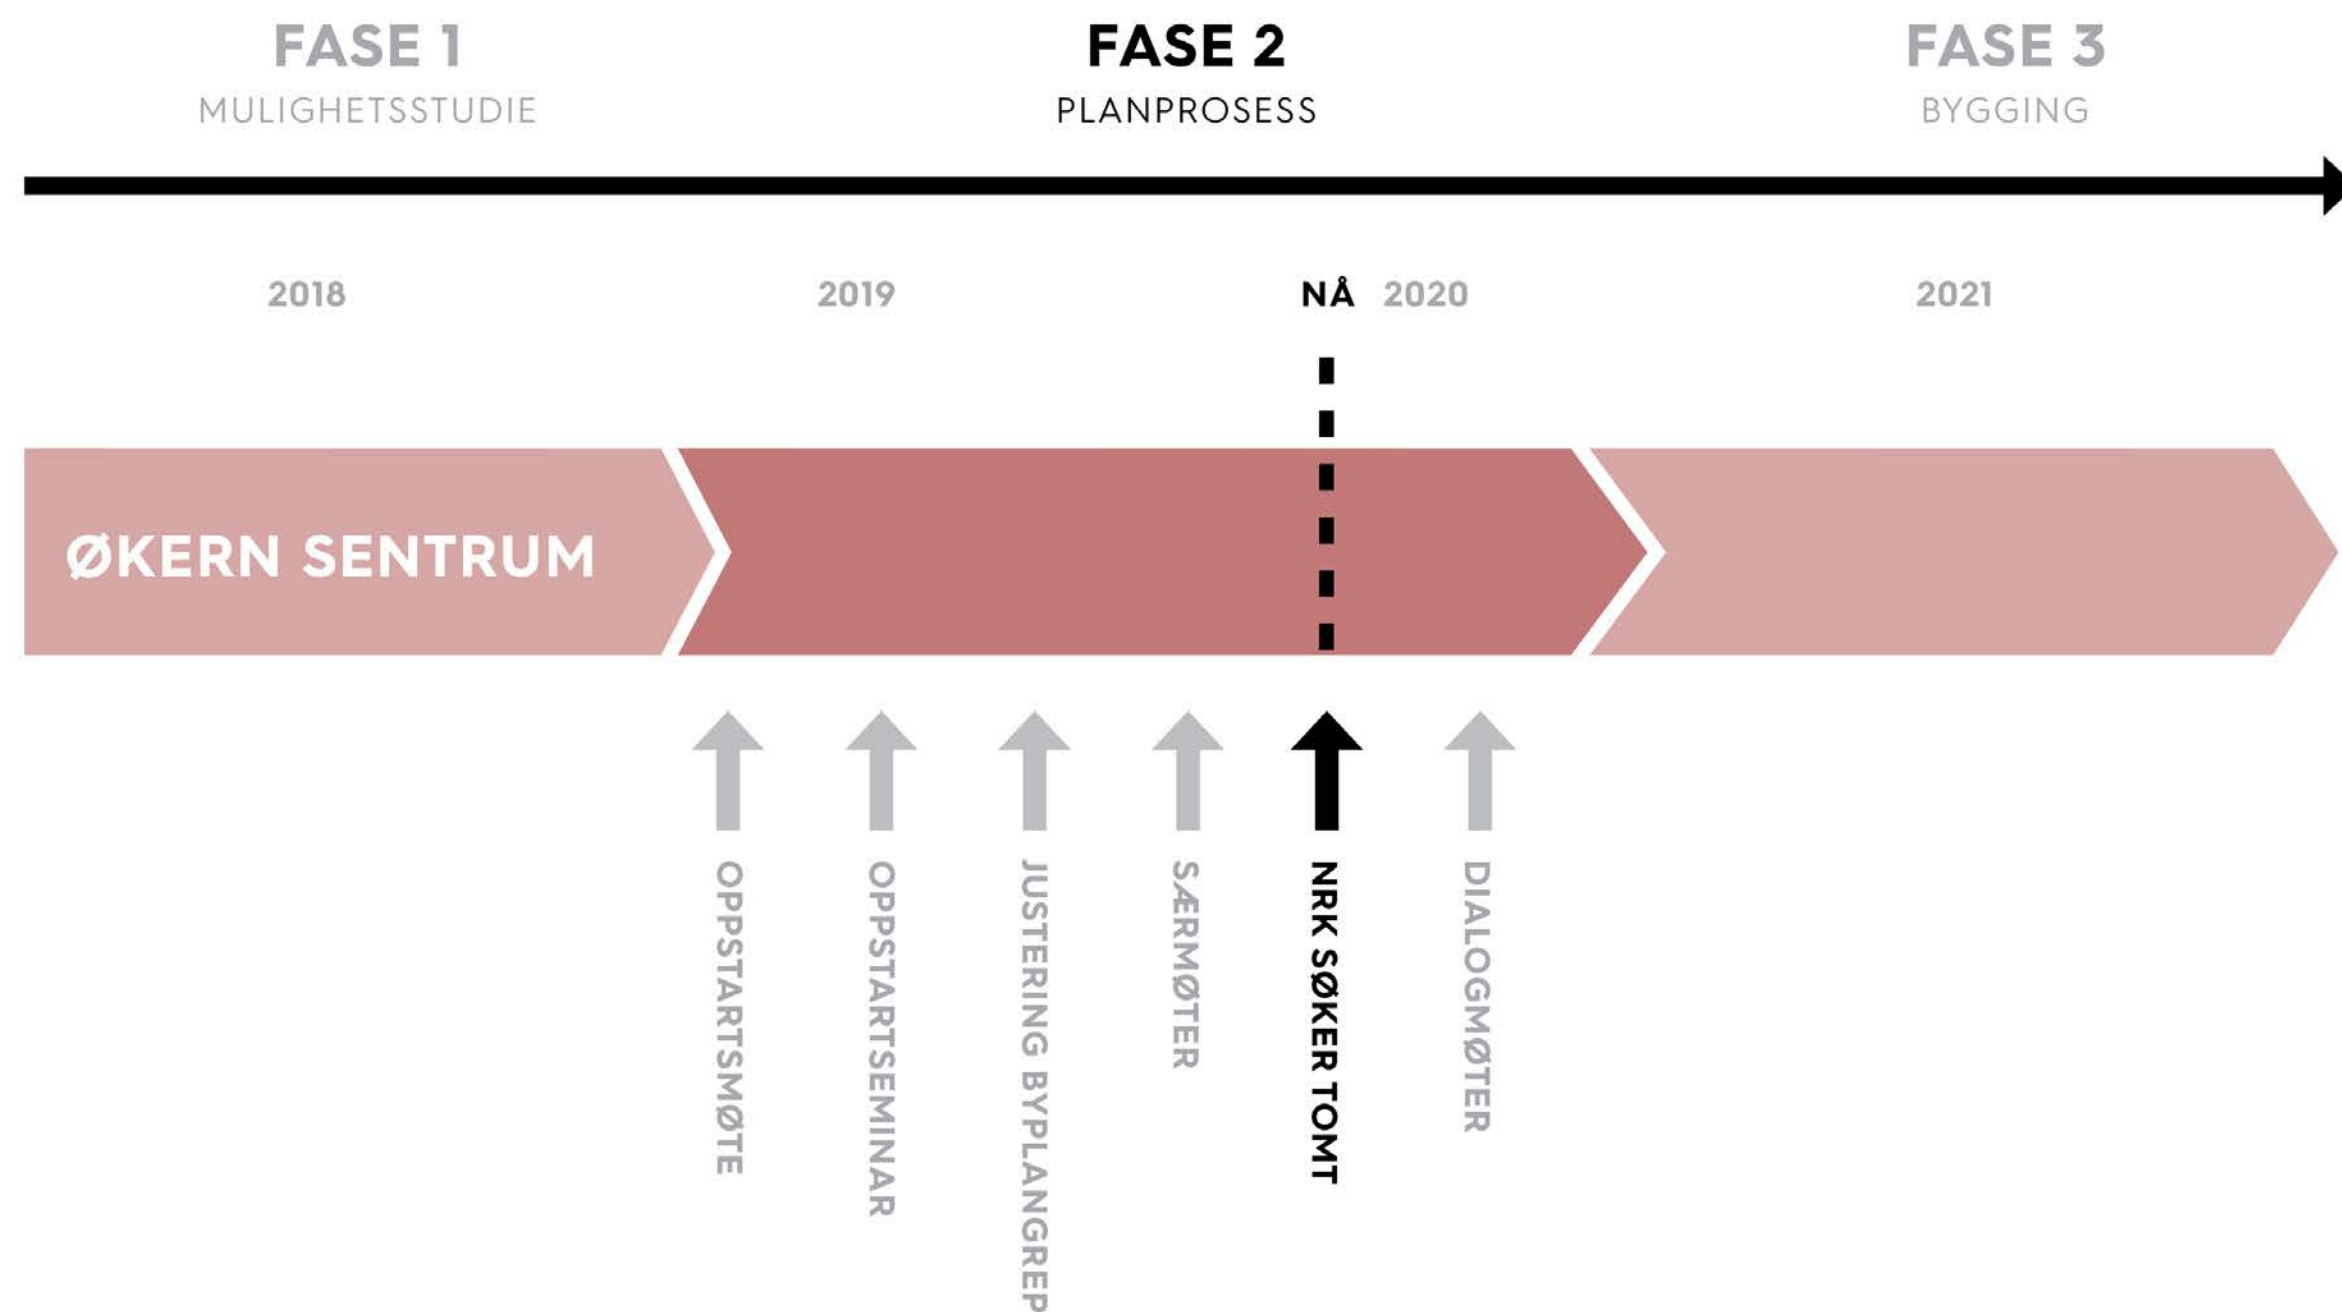 FASE 1
MULIGHETSSTUDIE
FASE 2
PLANPROSESS
FASE 3
BYGGING
2018
2019
NÅ
2020
2021
ØKERN SENTRUM
OPPSTARTSMØTE
OPPSTARTSEMINAR
JUSTERING BYPLANGREP
SÆRMØTER
NRK SØKER TOMT
DIALOGMØTER